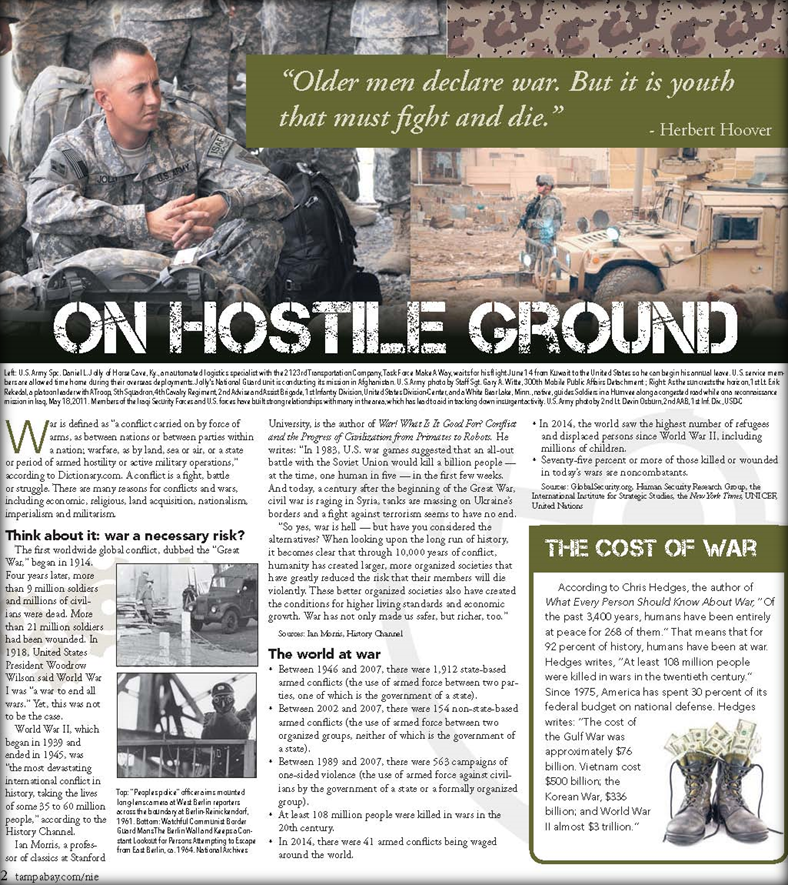 “Older men declare war. But it is youth
that must fight and die.”
- Herbert Hoover
JOLLY
U.S. ARMY
ISAF
ON HOSTILE GROUND
Left: U.S. Army Spc. Daniel L. Jolly of Horse Cave, Ky., an automated logistics specialist with the 2123rd Transportation Company, Task Force Make A Way, waits for his flight June 14 from Kuwait to the United States so he can begin his annual leave. U.S. service mem-
bers are allowed time home during their overseas deployments. Jolly's National Guard unit is conducting its mission in Afghanistan. U.S. Army photo by Staff Sgt. Gary A. Witte, 300th Mobile Public Affairs Detachment; Right: As the sun crests the horizon, 1st Lt. Erik
Rekedal, a platoon leader with A Troop, 5th Squadron, 4th Cavalry Regiment, 2nd Advise and Assist Brigade, 1st Infantry Division, United States Division-Center, and a White Bear Lake, Minn., native, guides Soldiers in a Humvee along a congested road while on a reconnaissance
mission in Iraq, May 18, 2011. Members of the Iraqi Security Forces and U.S. forces have built strong relationships with many in the area, which has lead to aid in tracking down insurgent activity. U.S. Army photo by 2nd Lt. Devin Osburn, 2nd AAB, 1st Inf. Div., USD-C
War is defined as “a conflict carried on by force of
arms, as between nations or between parties within
a nation; warfare, as by land, sea or air, or a state
or period of armed hostility or active military operations,”
according to Dictionary.com. A conflict is a fight, battle
or struggle. There are many reasons for conflicts and wars,
including economic, religious, land acquisition, nationalism,
imperialism and militarism.
Think about it: war a necessary risk?
The first worldwide global conflict, dubbed the “Great
War,” began in 1914.
Four years later, more
than 9 million soldiers
and millions of civil-
ians were dead. More
than 21 million soldiers
had been wounded. In
1918, United States
President Woodrow
Wilson said World War
I was “a war to end all
wars.” Yet, this was not
to be the case.
World War II, which
began in 1939 and
ended in 1945, was
“the most devastating
international conflict in
history, taking the lives
of some 35 to 60 million
people,” according to the
History Channel.
Ian Morris, a profes-
sor of classics at Stanford
Top: "Peoples police" officer aims mounted
long-lens camera at West Berlin reporters
across the boundary at Berlin-Reinickendorf,
1961. Bottom: Watchful Communist Border
Guard Mans The Berlin Wall and Keeps a Con-
stant Lookout for Persons Attempting to Escape
from East Berlin, ca. 1964. National Archives
University, is the author of War! What Is It Good For? Conflict
and the Progress of Civilization from Primates to Robots. He
writes: “In 1983, U.S. war games suggested that an all-out
battle with the Soviet Union would kill a billion people —
at the time, one human in five — in the first few weeks.
And today, a century after the beginning of the Great War,
civil war is raging in Syria, tanks are massing on Ukraine’s
borders and a fight against terrorism seems to have no end.
“So yes, war is hell — but have you considered the
alternatives? When looking upon the long run of history,
it becomes clear that through 10,000 years of conflict,
humanity has created larger, more organized societies that
have greatly reduced the risk that their members will die
violently. These better organized societies also have created
the conditions for higher living standards and economic
growth. War has not only made us safer, but richer, too.”
Sources: Ian Morris, History Channel
The world at war
• Between 1946 and 2007, there were 1,912 state-based
armed conflicts (the use of armed force between two par-
ties, one of which is the government of a state).
• Between 2002 and 2007, there were 154 non-state-based
armed conflicts (the use of armed force between two
organized groups, neither of which is the government of
a state).
• Between 1989 and 2007, there were 563 campaigns of
one-sided violence (the use of armed force against civil-
ians by the government of a state or a formally organized
group).
• At least 108 million people were killed in wars in the
20th century.
• In 2014, there were 41 armed conflicts being waged
around the world.
• In 2014, the world saw the highest number of refugees
and displaced persons since World War II, including
millions of children.
• Seventy-five percent or more of those killed or wounded
in today’s wars are noncombatants.
Sources: GlobalSecurity.org, Human Security Research Group, the
International Institute for Strategic Studies, the New York Times, UNICEF,
United Nations
THE COST OF WAR
According to Chris Hedges, the author of
What Every Person Should Know About War, “Of
the past 3,400 years, humans have been entirely
at peace for 268 of them.” That means that for
92 percent of history, humans have been at war.
Hedges writes, “At least 108 million people
were killed in wars in the twentieth century.”
Since 1975, America has spent 30 percent of its
federal budget on national defense. Hedges
writes: “The cost of
the Gulf War was
approximately $76
billion. Vietnam cost
$500 billion; the
Korean War, $336
billion; and World War
II almost $3 trillion.”
2 tampabay.com/nie